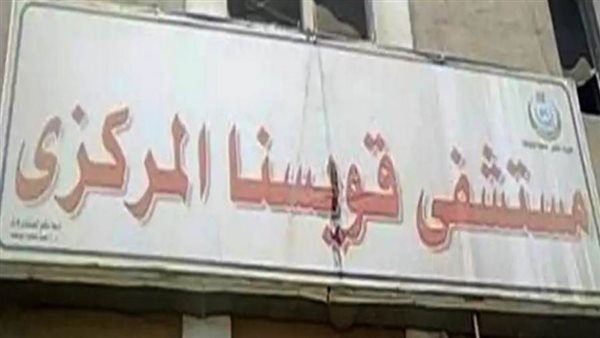 مستشفى قويسنا المركزى